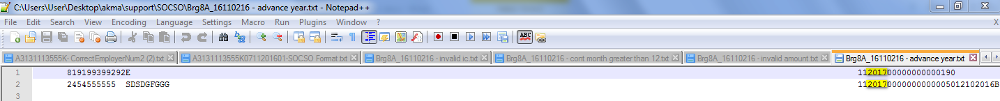 C:\Users\User\Desktop\akma\support\SOCSO\Brg8A_16110216 - advance year.txt - Notepad++
File Edit Search View Encoding Language Settings Macro Run Plugins Window ? X
ABC
A3131113555K- CorrectEmployerNum2 (2).txt A3131113555K0711201601-SOCSO Format.txt Brg8A_16110216 - invalid ic.txt Brg8A_16110216 - cont month greater than 12.txt Brg8A_16110216 - invalid amount.txt Brg8A_16110216 - advance year.txt
1 819199399292E 11201700000000000190
2 2454555555 SDSDGFGGG 1120170000000000005012102016B
3